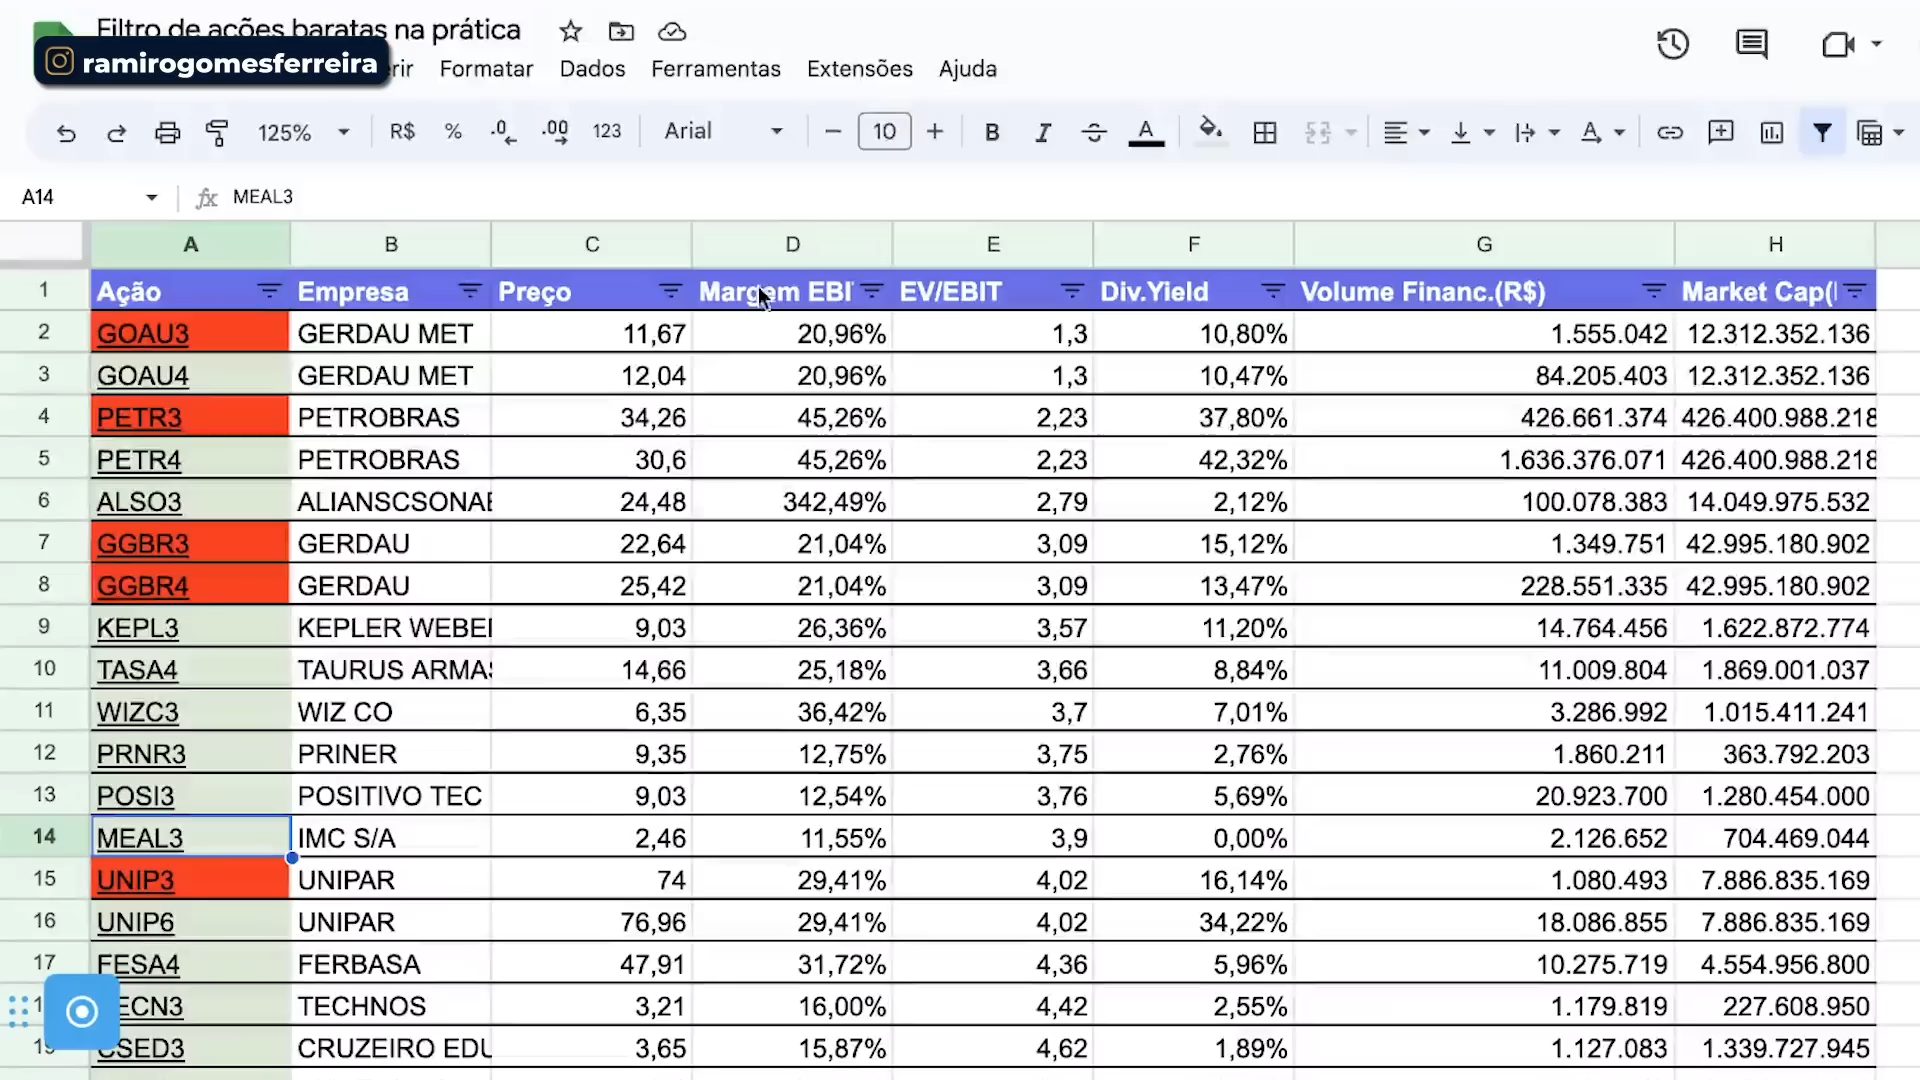 Filtro de ações baratas na prática
ramirogomesferreira
Formatar Dados Ferramentas Extensões Ajuda
125% R$ % .0 .00 123 Arial 10 B I A
A14 fx MEAL3
A B C D E F G H
1 Ação Empresa Preço Margem EBI EV/EBIT Div.Yield Volume Financ.(R$) Market Cap(
2 GOAU3 GERDAU MET 11,67 20,96% 1,3 10,80% 1.555.042 12.312.352.136
3 GOAU4 GERDAU MET 12,04 20,96% 1,3 10,47% 84.205.403 12.312.352.136
4 PETR3 PETROBRAS 34,26 45,26% 2,23 37,80% 426.661.374 426.400.988.218
5 PETR4 PETROBRAS 30,6 45,26% 2,23 42,32% 1.636.376.071 426.400.988.218
6 ALSO3 ALIANSCSONAE 24,48 342,49% 2,79 2,12% 100.078.383 14.049.975.532
7 GGBR3 GERDAU 22,64 21,04% 3,09 15,12% 1.349.751 42.995.180.902
8 GGBR4 GERDAU 25,42 21,04% 3,09 13,47% 228.551.335 42.995.180.902
9 KEPL3 KEPLER WEBE 9,03 26,36% 3,57 11,20% 14.764.456 1.622.872.774
10 TASA4 TAURUS ARMAS 14,66 25,18% 3,66 8,84% 11.009.804 1.869.001.037
11 WIZC3 WIZ CO 6,35 36,42% 3,7 7,01% 3.286.992 1.015.411.241
12 PRNR3 PRINER 9,35 12,75% 3,75 2,76% 1.860.211 363.792.203
13 POSI3 POSITIVO TEC 9,03 12,54% 3,76 5,69% 20.923.700 1.280.454.000
14 MEAL3 IMC S/A 2,46 11,55% 3,9 0,00% 2.126.652 704.469.044
15 UNIP3 UNIPAR 74 29,41% 4,02 16,14% 1.080.493 7.886.835.169
16 UNIP6 UNIPAR 76,96 29,41% 4,02 34,22% 18.086.855 7.886.835.169
17 FESA4 FERBASA 47,91 31,72% 4,36 5,96% 10.275.719 4.554.956.800
ECN3 TECHNOS 3,21 16,00% 4,42 2,55% 1.179.819 227.608.950
CSED3 CRUZEIRO EDU 3,65 15,87% 4,62 1,89% 1.127.083 1.339.727.945